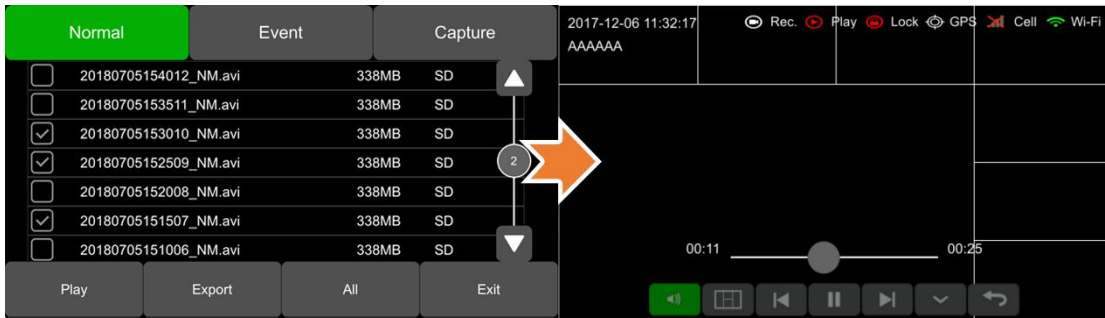 Normal Event Capture
20180705154012_NM.avi 338MB SD
20180705153511_NM.avi 338MB SD
20180705153010_NM.avi 338MB SD
20180705152509_NM.avi 338MB SD
2
20180705152008_NM.avi 338MB SD
20180705151507_NM.avi 338MB SD
20180705151006_NM.avi 338MB SD
Play Export All Exit
2017-12-06 11:32:17 Rec. Play Lock GPS Cell Wi-Fi
AAAAAA
00:11 00:25